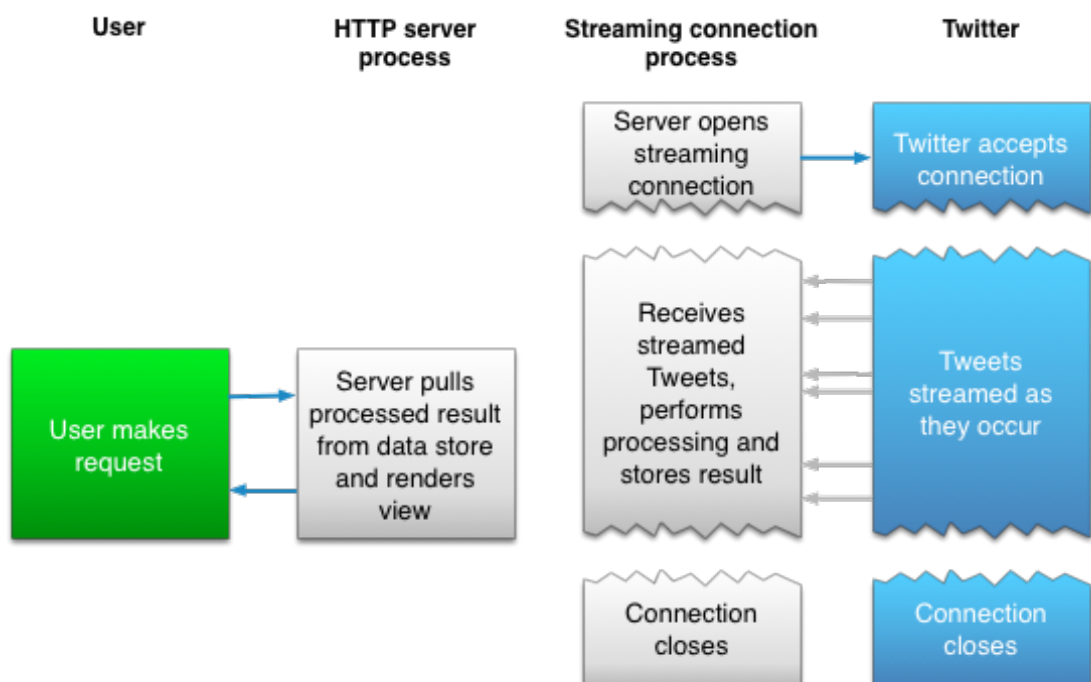 User
HTTP server
process
Streaming connection
process
Twitter
Server opens
streaming
connection
Twitter accepts
connection
User makes
request
Server pulls
processed result
from data store
and renders
view
Receives
streamed
Tweets,
performs
processing and
stores result
Tweets
streamed as
they occur
Connection
closes
Connection
closes